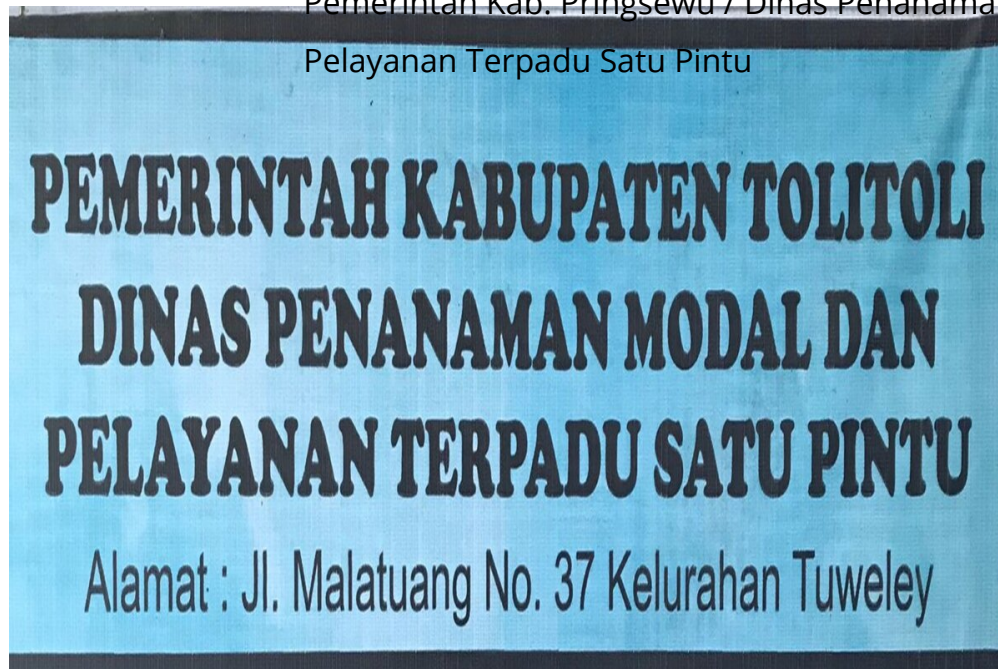 Pemerintah Kab. Pringsewu / Dinas Penanama
Pelayanan Terpadu Satu Pintu
PEMERINTAH KABUPATEN TOLITOLI
DINAS PENANAMAN MODAL DAN
PELAYANAN TERPADU SATU PINTU
Alamat : Jl. Malatuang No. 37 Kelurahan Tuweley